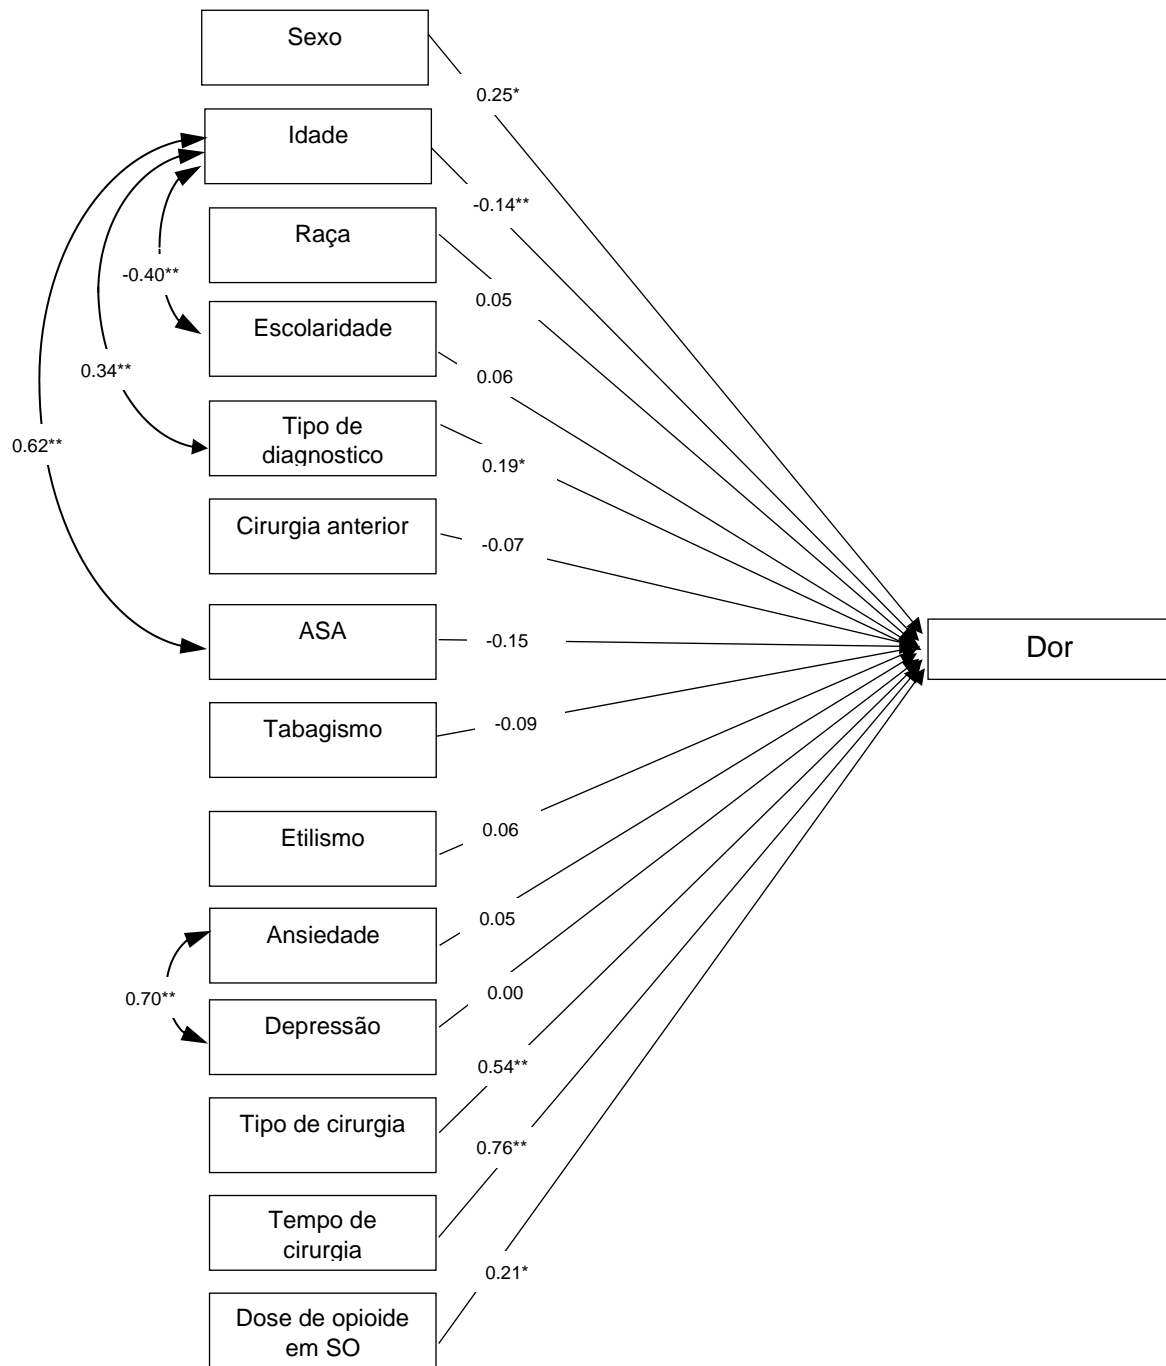 Sexo
0.25*
Idade
-0.14**
Raça
-0.40**
0.05
Escolaridade
0.06
0.34**
Tipo de
diagnostico
0.19*
0.62**
Cirurgia anterior
-0.07
ASA
-0.15
Dor
Tabagismo
-0.09
Etilismo
0.06
Ansiedade
0.05
0.70**
Depressão
0.00
Tipo de cirurgia
0.54**
Tempo de
cirurgia
0.76**
0.21*
Dose de opioide
em SO